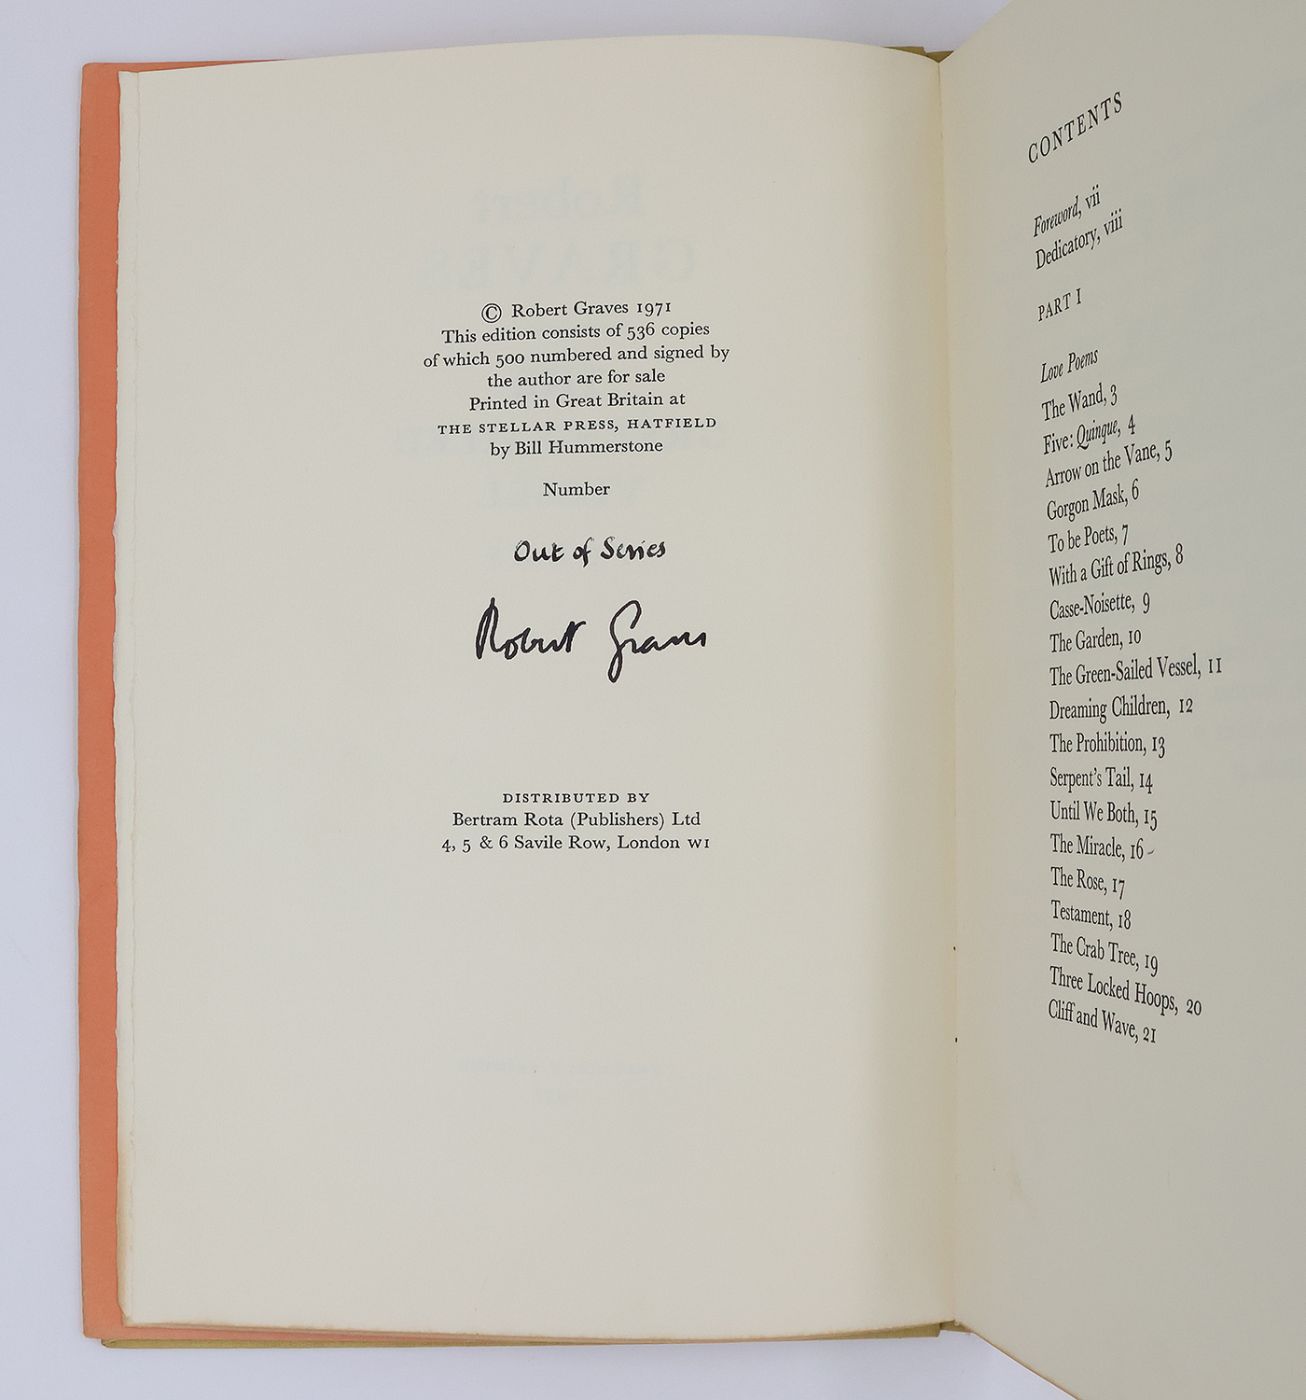 © Robert Graves 1971
This edition consists of 536 copies
of which 500 numbered and signed by
the author are for sale
Printed in Great Britain at
THE STELLAR PRESS, HATFIELD
by Bill Hummerstone
Number
Out of Series
Robert Graves
DISTRIBUTED BY
Bertram Rota (Publishers) Ltd
4, 5 & 6 Savile Row, London W1
CONTENTS
Foreword, vii
Dedicatory, viii
PART I
Love Poems
The Wand, 3
Five: Quinque, 4
Arrow on the Vane, 5
Gorgon Mask, 6
To be Poets, 7
With a Gift of Rings, 8
Casse-Noisette, 9
The Garden, 10
The Green-Sailed Vessel, 11
Dreaming Children, 12
The Prohibition, 13
Serpent's Tail, 14
Until We Both, 15
The Miracle, 16
The Rose, 17
Testament, 18
The Crab Tree, 19
Three Locked Hoops, 20
Cliff and Wave, 21